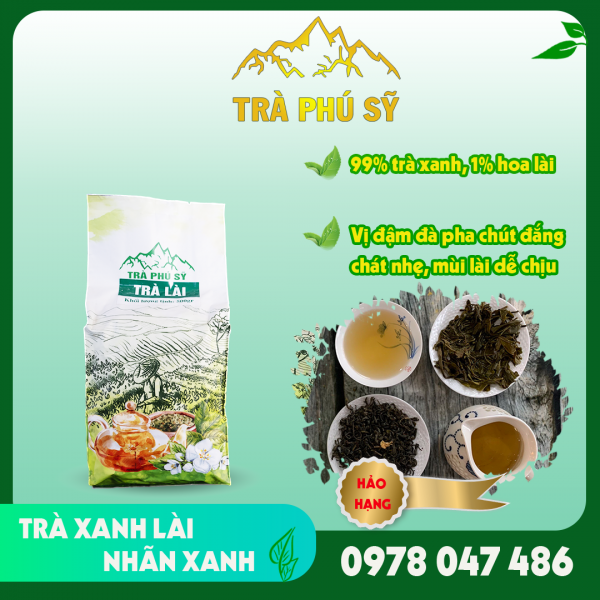 TRÀ PHÚ SỸ
99% trà xanh, 1% hoa lài
Vị đậm đà pha chút đắng
chát nhẹ, mùi lài dễ chịu
TRÀ PHÚ SỸ
TRÀ LÀI
HẢO
HẠNG
TRÀ XANH LÀI
NHÃN XANH
0978 047 486